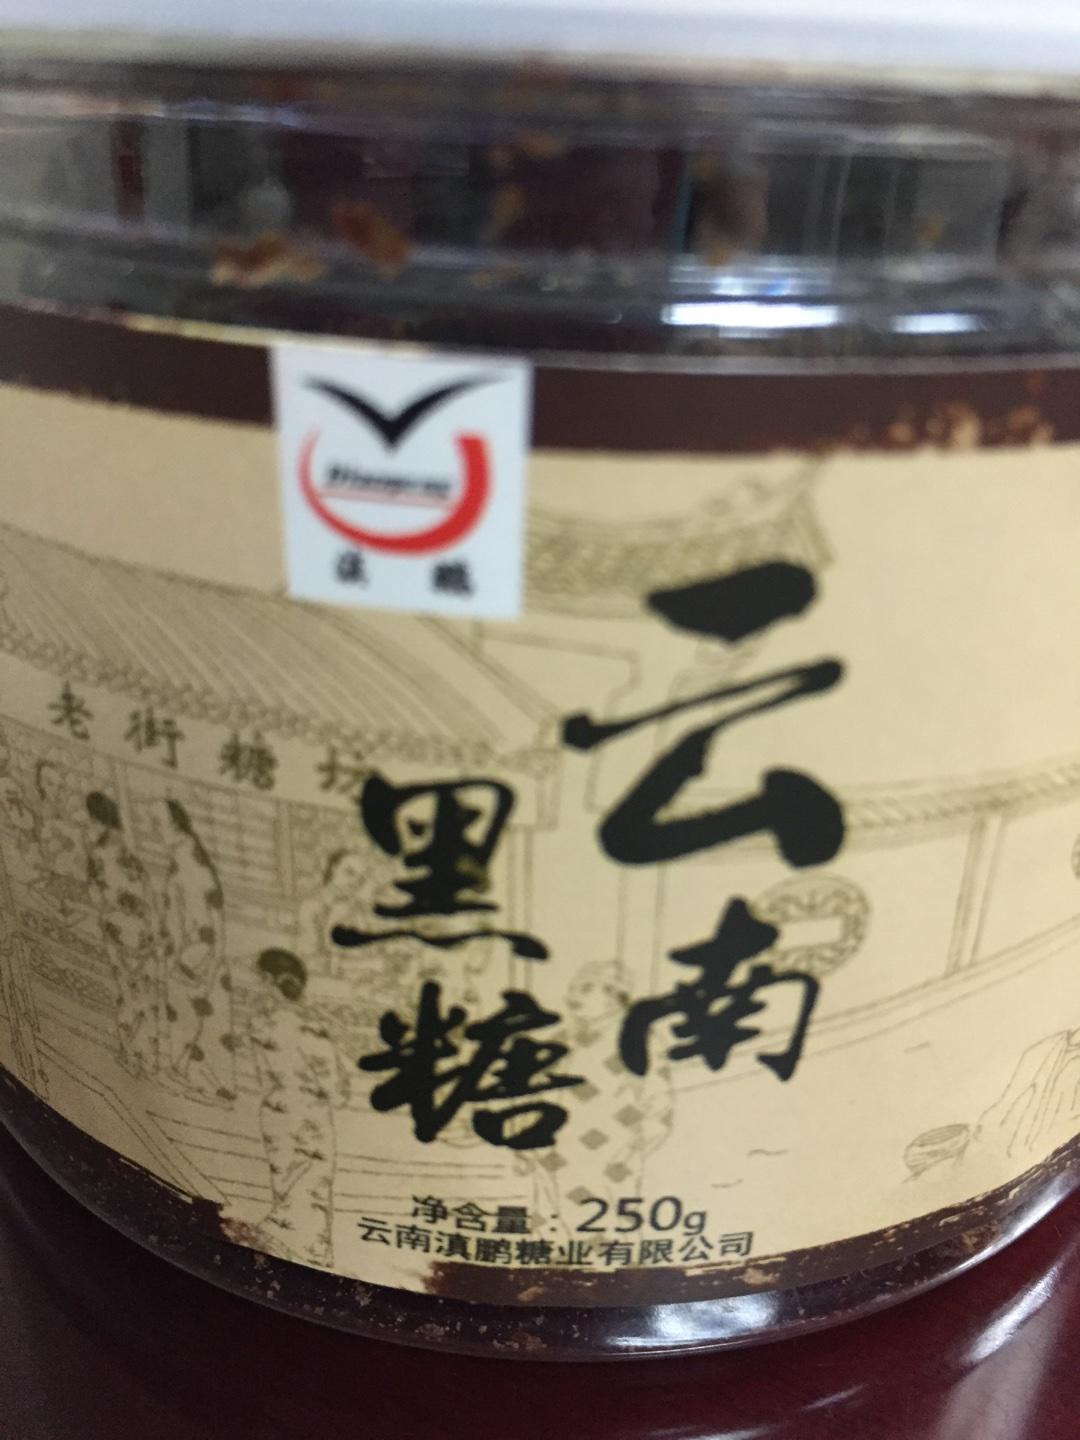 滇鹏
老街糖坊
云南
黑糖
净含量：250g
云南滇鹏糖业有限公司